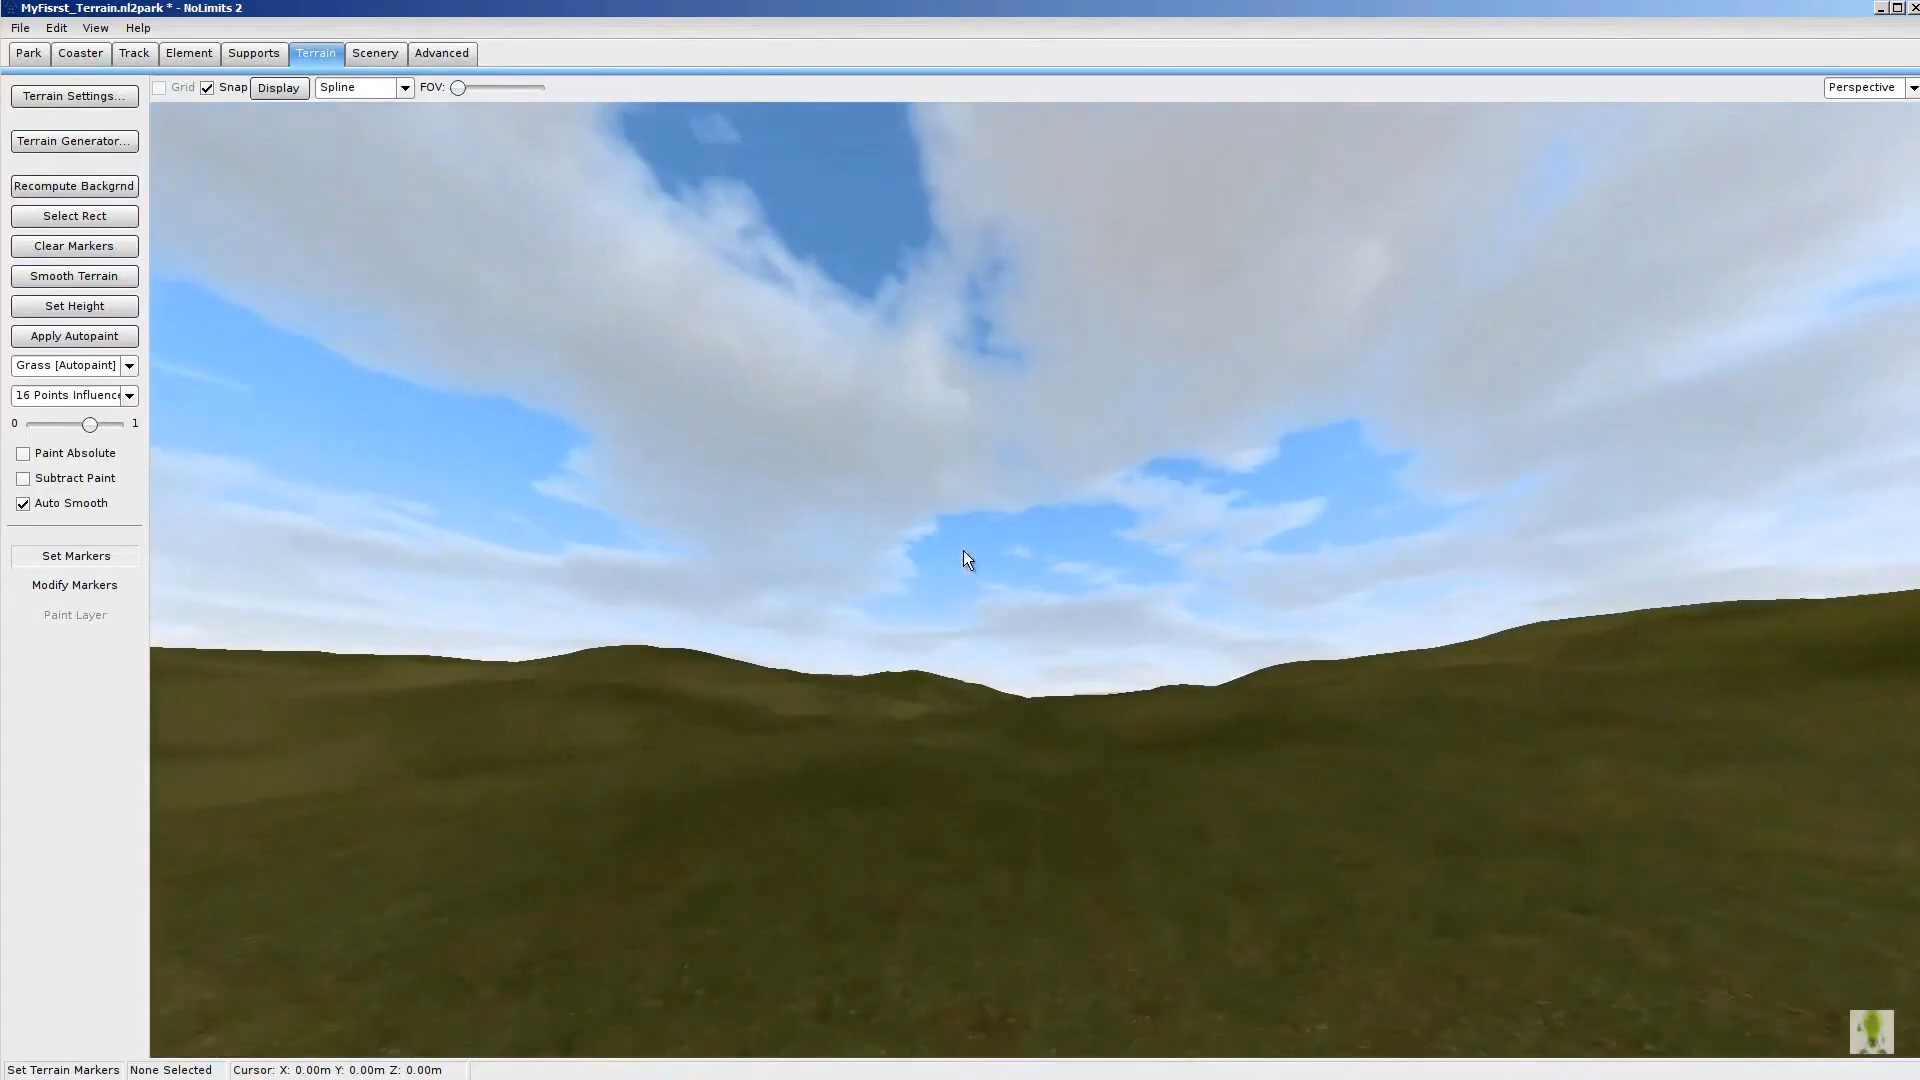 MyFisrst_Terrain.nl2park * - NoLimits 2
File Edit View Help
Park Coaster Track Element Supports Terrain Scenery Advanced
Grid Snap Display Spline FOV: Perspective
Terrain Settings...
Terrain Generator...
Recompute Backgrnd
Select Rect
Clear Markers
Smooth Terrain
Set Height
Apply Autopaint
Grass [Autopaint]
16 Points Influenc
0 1
Paint Absolute
Subtract Paint
Auto Smooth
Set Markers
Modify Markers
Paint Layer
Set Terrain Markers None Selected Cursor: X: 0.00m Y: 0.00m Z: 0.00m